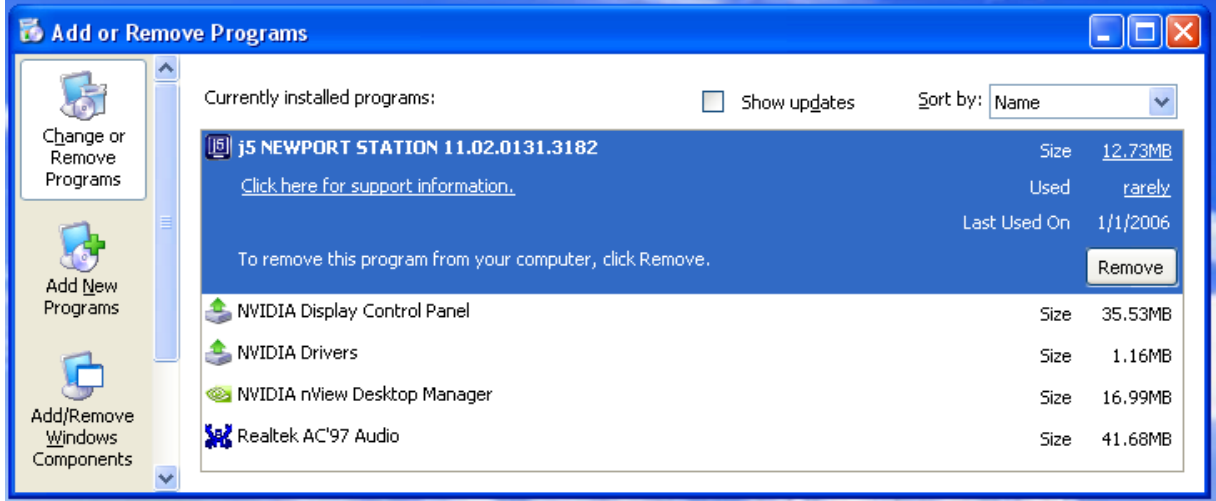 Add or Remove Programs
Change or
Remove
Programs
Add New
Programs
Add/Remove
Windows
Components
Currently installed programs:
Show updates
Sort by: Name
j5 NEWPORT STATION 11.02.0131.3182
Size 12.73MB
Click here for support information.
Used rarely
Last Used On 1/1/2006
To remove this program from your computer, click Remove.
Remove
NVIDIA Display Control Panel Size 35.53MB
NVIDIA Drivers Size 1.16MB
NVIDIA nView Desktop Manager Size 16.99MB
Realtek AC'97 Audio Size 41.68MB